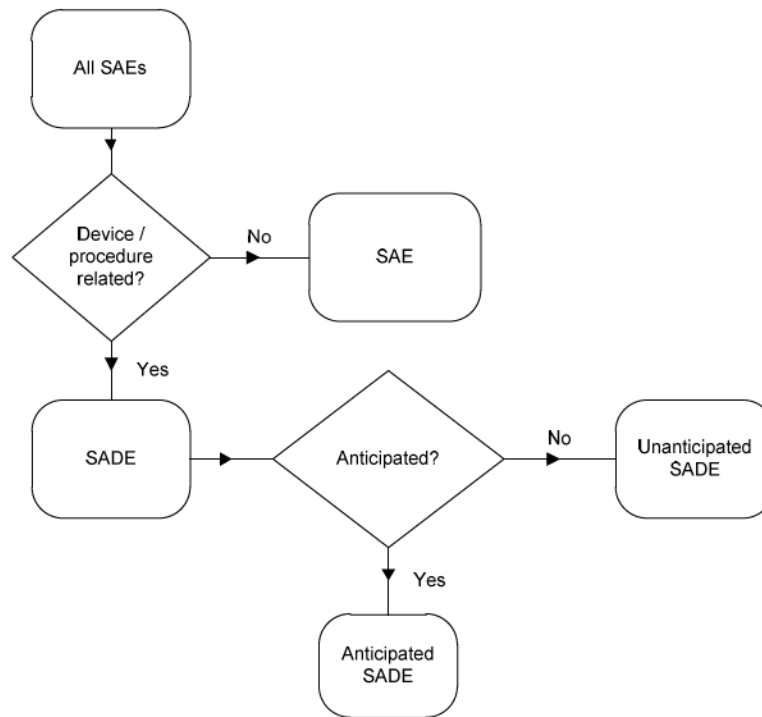 All SAEs
Device /
procedure
related?
No
SAE
Yes
SADE
Anticipated?
No
Unanticipated
SADE
Yes
Anticipated
SADE